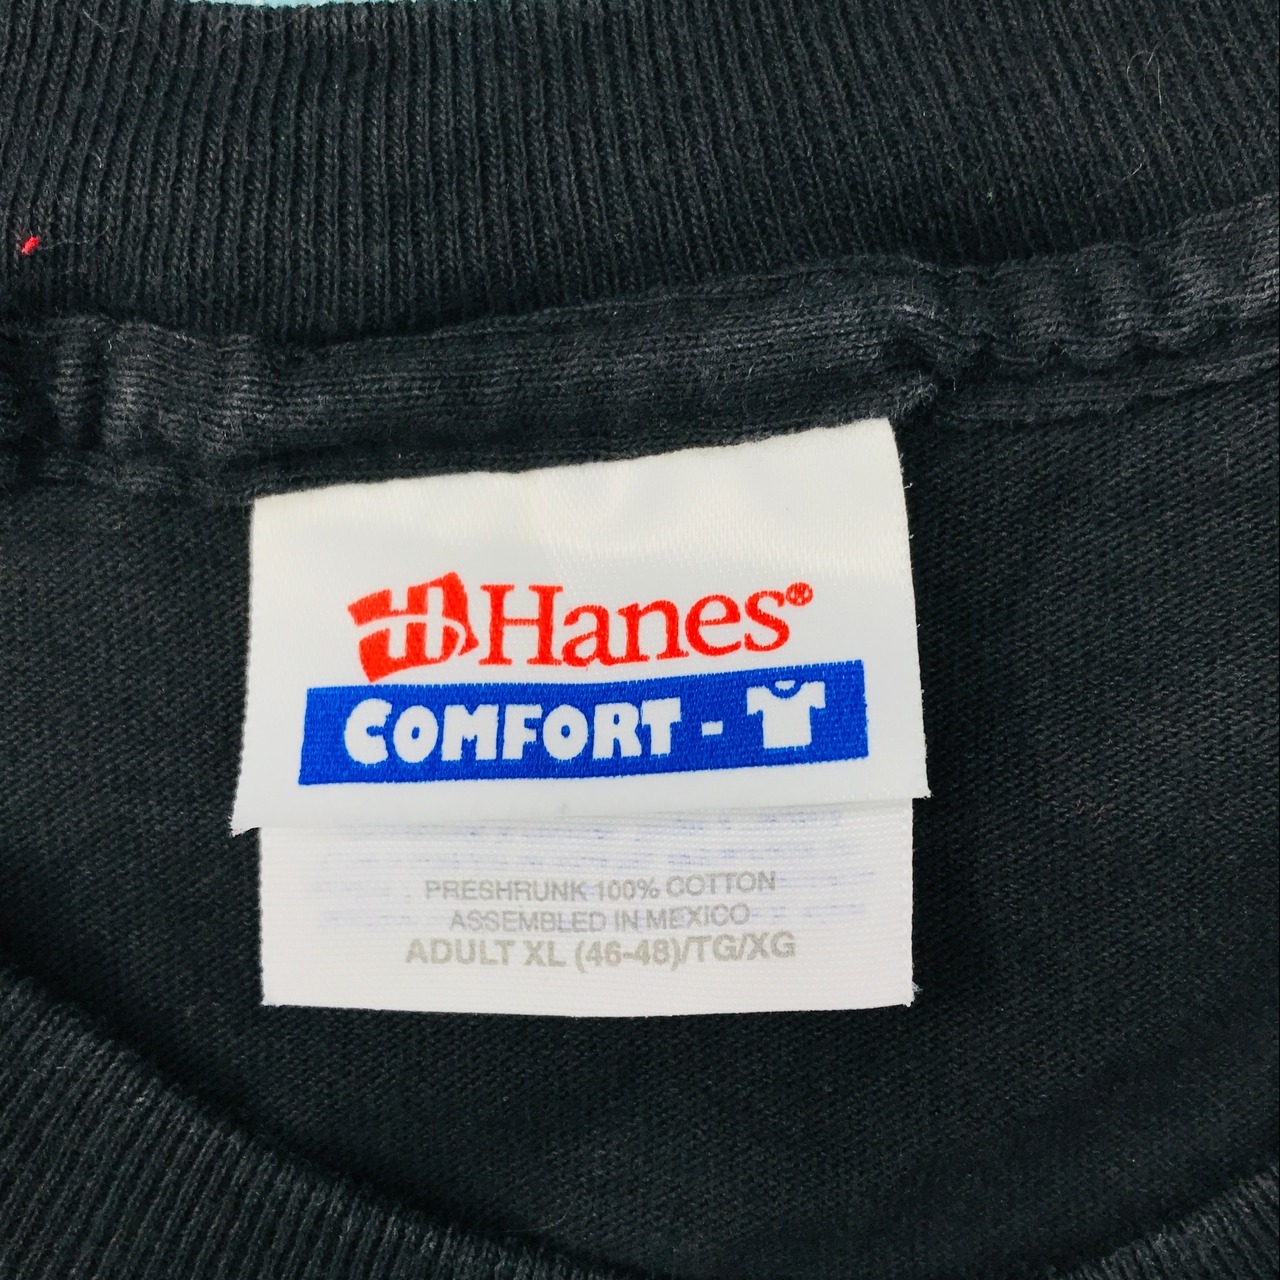 Hanes®
COMFORT -
PRESHRUNK 100% COTTON
ASSEMBLED IN MEXICO
ADULT XL (46-48)/TG/XG